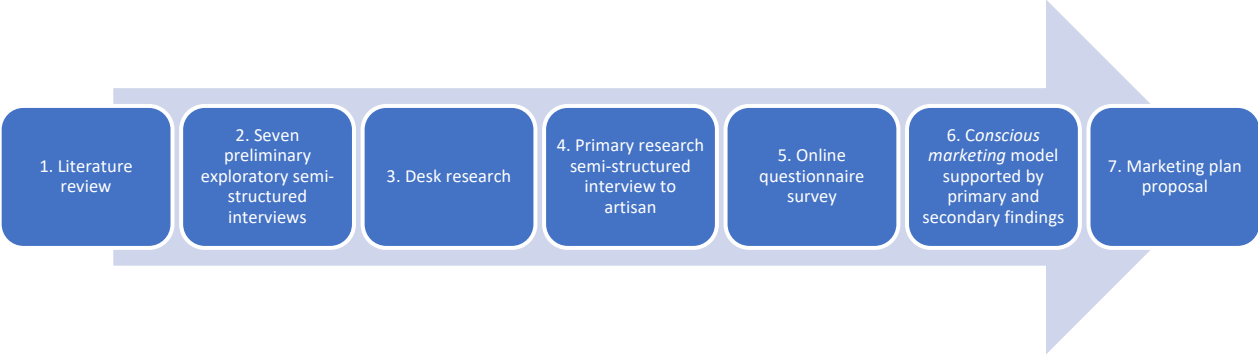 1. Literature
review
2. Seven
preliminary
exploratory semi-
structured
interviews
3. Desk research
4. Primary research
semi-structured
interview to
artisan
5. Online
questionnaire
survey
6. Conscious
marketing model
supported by
primary and
secondary findings
7. Marketing plan
proposal